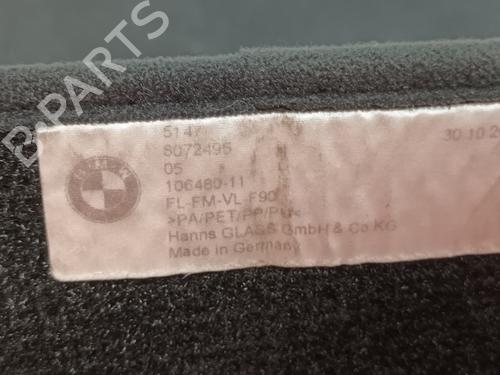 B-PARTS
5147
8072495
05
106480-11
FL-FM-VL-F90
>PA/PET/PP/PU<
Hanns GLASS GmbH & Co KG
Made in Germany
30.10.2